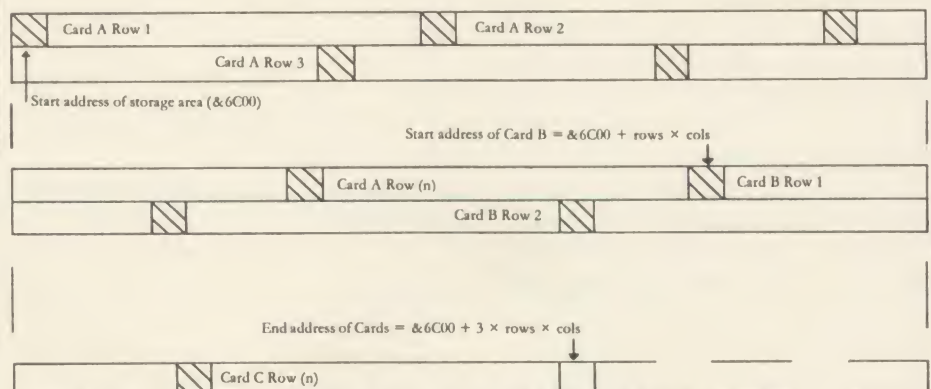 Card A Row 1 Card A Row 2
Card A Row 3
Start address of storage area (&6C00)
Start address of Card B = &6C00 + rows × cols
Card A Row (n) Card B Row 1
Card B Row 2
End address of Cards = &6C00 + 3 × rows × cols
Card C Row (n)